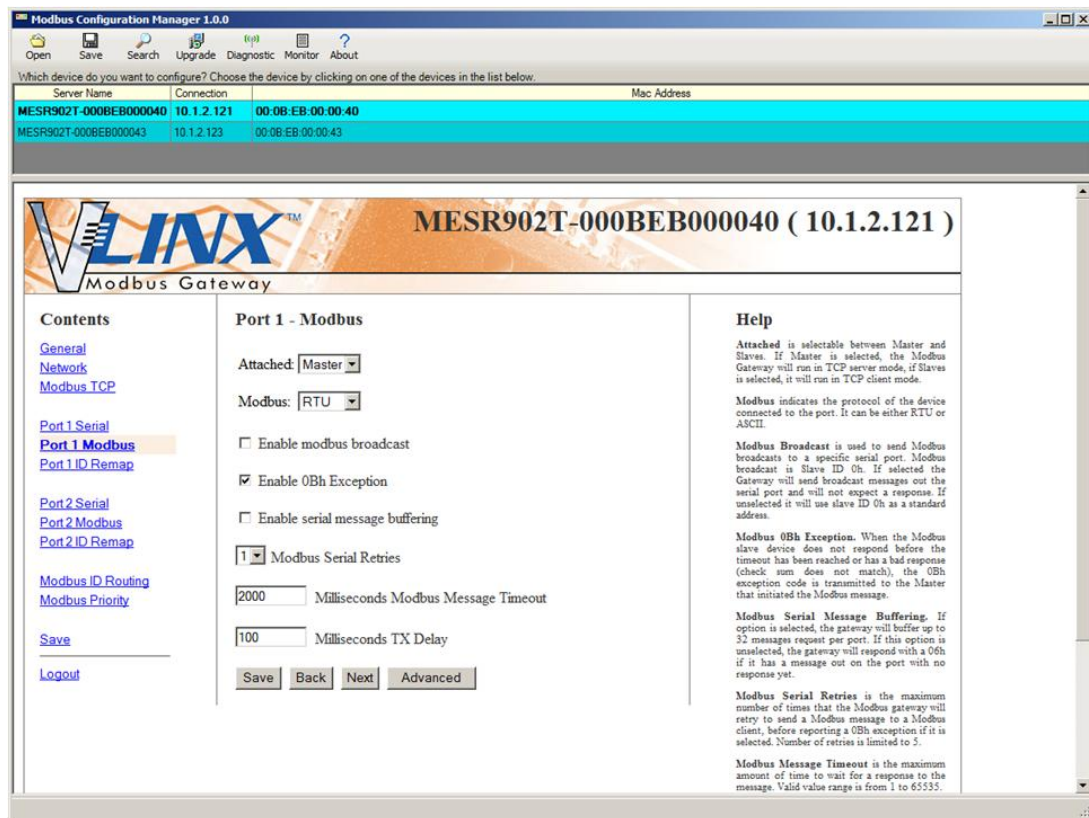 Modbus Configuration Manager 1.0.0
Open Save Search Upgrade Diagnostic Monitor About
Which device do you want to configure? Choose the device by clicking on one of the devices in the list below.
Server Name Connection Mac Address
MESR902T-000BEB000040 10.1.2.121 00:0B:EB:00:00:40
MESR902T-000BEB000043 10.1.2.123 00:0B:EB:00:00:43
VLINX TM
Modbus Gateway
MESR902T-000BEB000040 ( 10.1.2.121 )
Contents
General
Network
Modbus TCP
Port 1 Serial
Port 1 Modbus
Port 1 ID Remap
Port 2 Serial
Port 2 Modbus
Port 2 ID Remap
Modbus ID Routing
Modbus Priority
Save
Logout
Port 1 - Modbus
Attached: Master
Modbus: RTU
Enable modbus broadcast
Enable 0Bh Exception
Enable serial message buffering
1 Modbus Serial Retries
2000 Milliseconds Modbus Message Timeout
100 Milliseconds TX Delay
Save Back Next Advanced
Help
Attached is selectable between Master and
Slaves. If Master is selected, the Modbus
Gateway will run in TCP server mode, if Slaves
is selected, it will run in TCP client mode.
Modbus indicates the protocol of the device
connected to the port. It can be either RTU or
ASCII.
Modbus Broadcast is used to send Modbus
broadcasts to a specific serial port. Modbus
broadcast is Slave ID 0h. If selected the
Gateway will send broadcast messages out the
serial port and will not expect a response. If
unselected it will use slave ID 0h as a standard
address.
Modbus 0Bh Exception. When the Modbus
slave device does not respond before the
timeout has been reached or has a bad response
(check sum does not match), the 0Bh
exception code is transmitted to the Master
that initiated the Modbus message.
Modbus Serial Message Buffering. If
option is selected, the gateway will buffer up to
32 messages request per port. If this option is
unselected, the gateway will respond with a 06h
if it has a message out on the port with no
response yet.
Modbus Serial Retries is the maximum
number of times that the Modbus gateway will
retry to send a Modbus message to a Modbus
client, before reporting a 0Bh exception if it is
selected. Number of retries is limited to 5.
Modbus Message Timeout is the maximum
amount of time to wait for a response to the
message. Valid value range is from 1 to 65535.